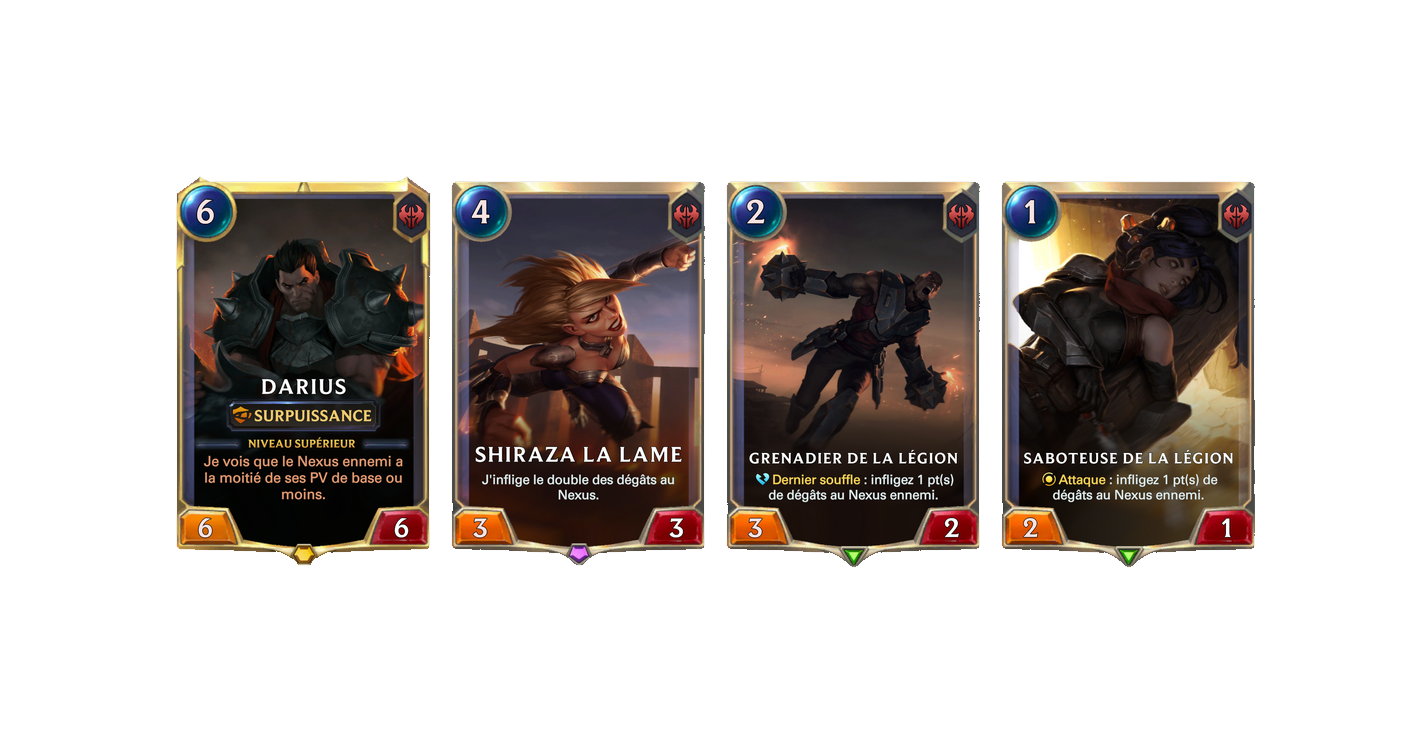 6
DARIUS
SURPUISSANCE
NIVEAU SUPÉRIEUR
Je vois que le Nexus ennemi a
la moitié de ses PV de base ou
moins.
6
6
4
SHIRAZA LA LAME
J'inflige le double des dégâts au
Nexus.
3
3
2
GRENADIER DE LA LÉGION
Dernier souffle : infligez 1 pt(s)
de dégâts au Nexus ennemi.
3
2
1
SABOTEUSE DE LA LÉGION
Attaque : infligez 1 pt(s) de
dégâts au Nexus ennemi.
2
1